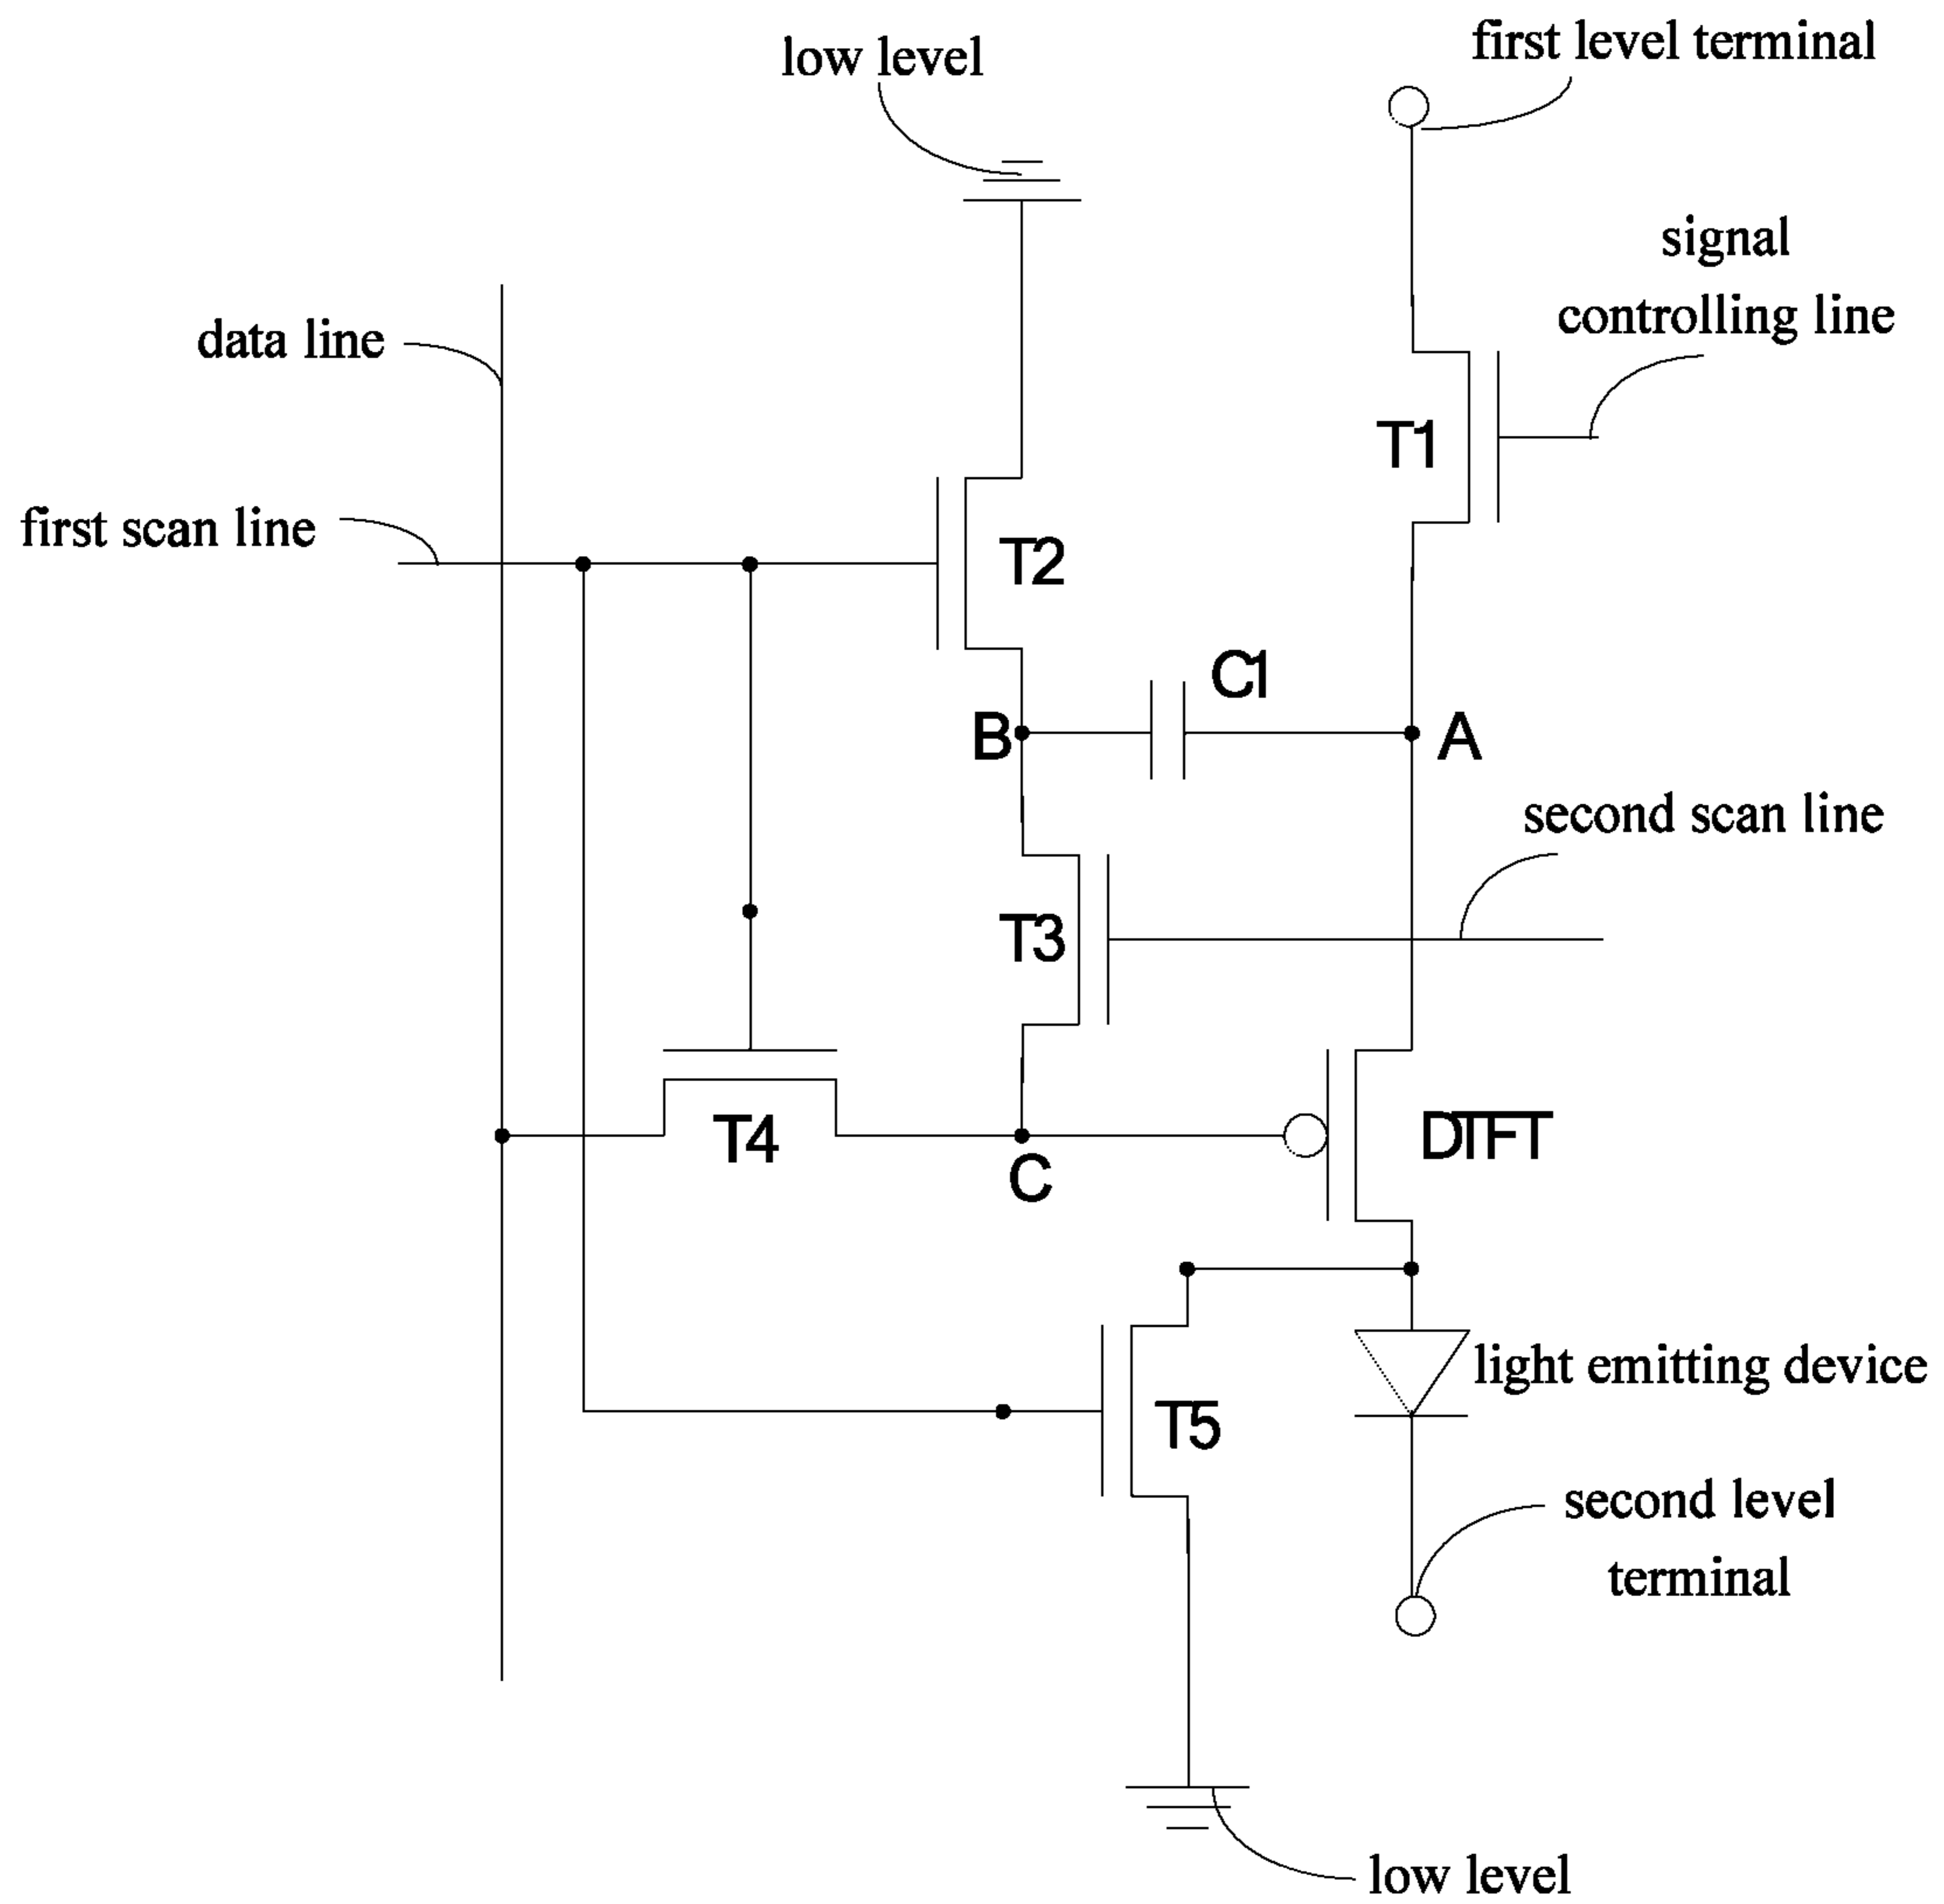 low level
first level terminal
signal
controlling line
data line
T1
first scan line
T2
C1
B
A
second scan line
T3
T4
C
DTFT
light emitting device
T5
second level
terminal
low level